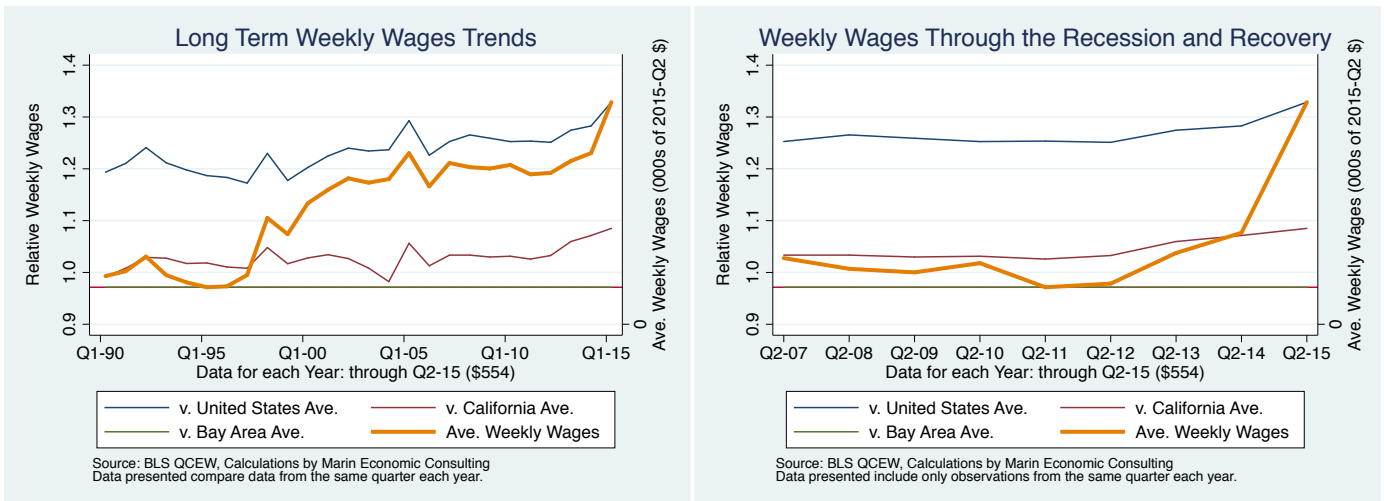 Long Term Weekly Wages Trends
Relative Weekly Wages
1.4
1.3
1.2
1.1
1.0
0.9
0
Ave. Weekly Wages (000s of 2015-Q2 $)
Q1-90 Q1-95 Q1-00 Q1-05 Q1-10 Q1-15
Data for each Year: through Q2-15 ($554)
v. United States Ave. v. California Ave.
v. Bay Area Ave. Ave. Weekly Wages
Source: BLS QCEW, Calculations by Marin Economic Consulting
Data presented compare data from the same quarter each year.
Weekly Wages Through the Recession and Recovery
Relative Weekly Wages
1.4
1.3
1.2
1.1
1.0
0.9
0
Ave. Weekly Wages (000s of 2015-Q2 $)
Q2-07 Q2-08 Q2-09 Q2-10 Q2-11 Q2-12 Q2-13 Q2-14 Q2-15
Data for each Year: through Q2-15 ($554)
v. United States Ave. v. California Ave.
v. Bay Area Ave. Ave. Weekly Wages
Source: BLS QCEW, Calculations by Marin Economic Consulting
Data presented include only observations from the same quarter each year.